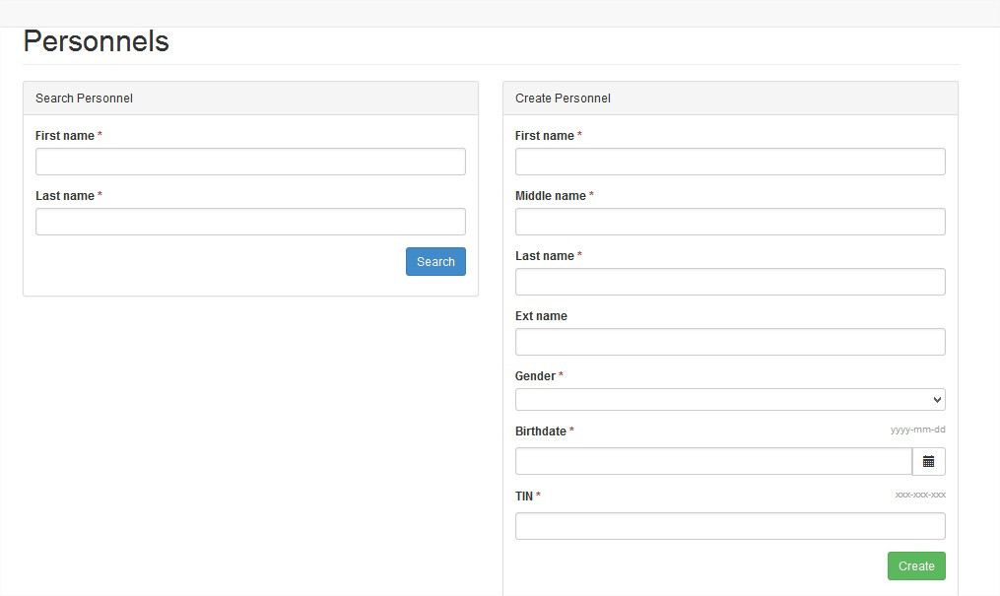 Personnels
Search Personnel
First name *
Last name *
Search
Create Personnel
First name *
Middle name *
Last name *
Ext name
Gender *
Birthdate * yyyy-mm-dd
TIN * xxx-xxx-xxx
Create